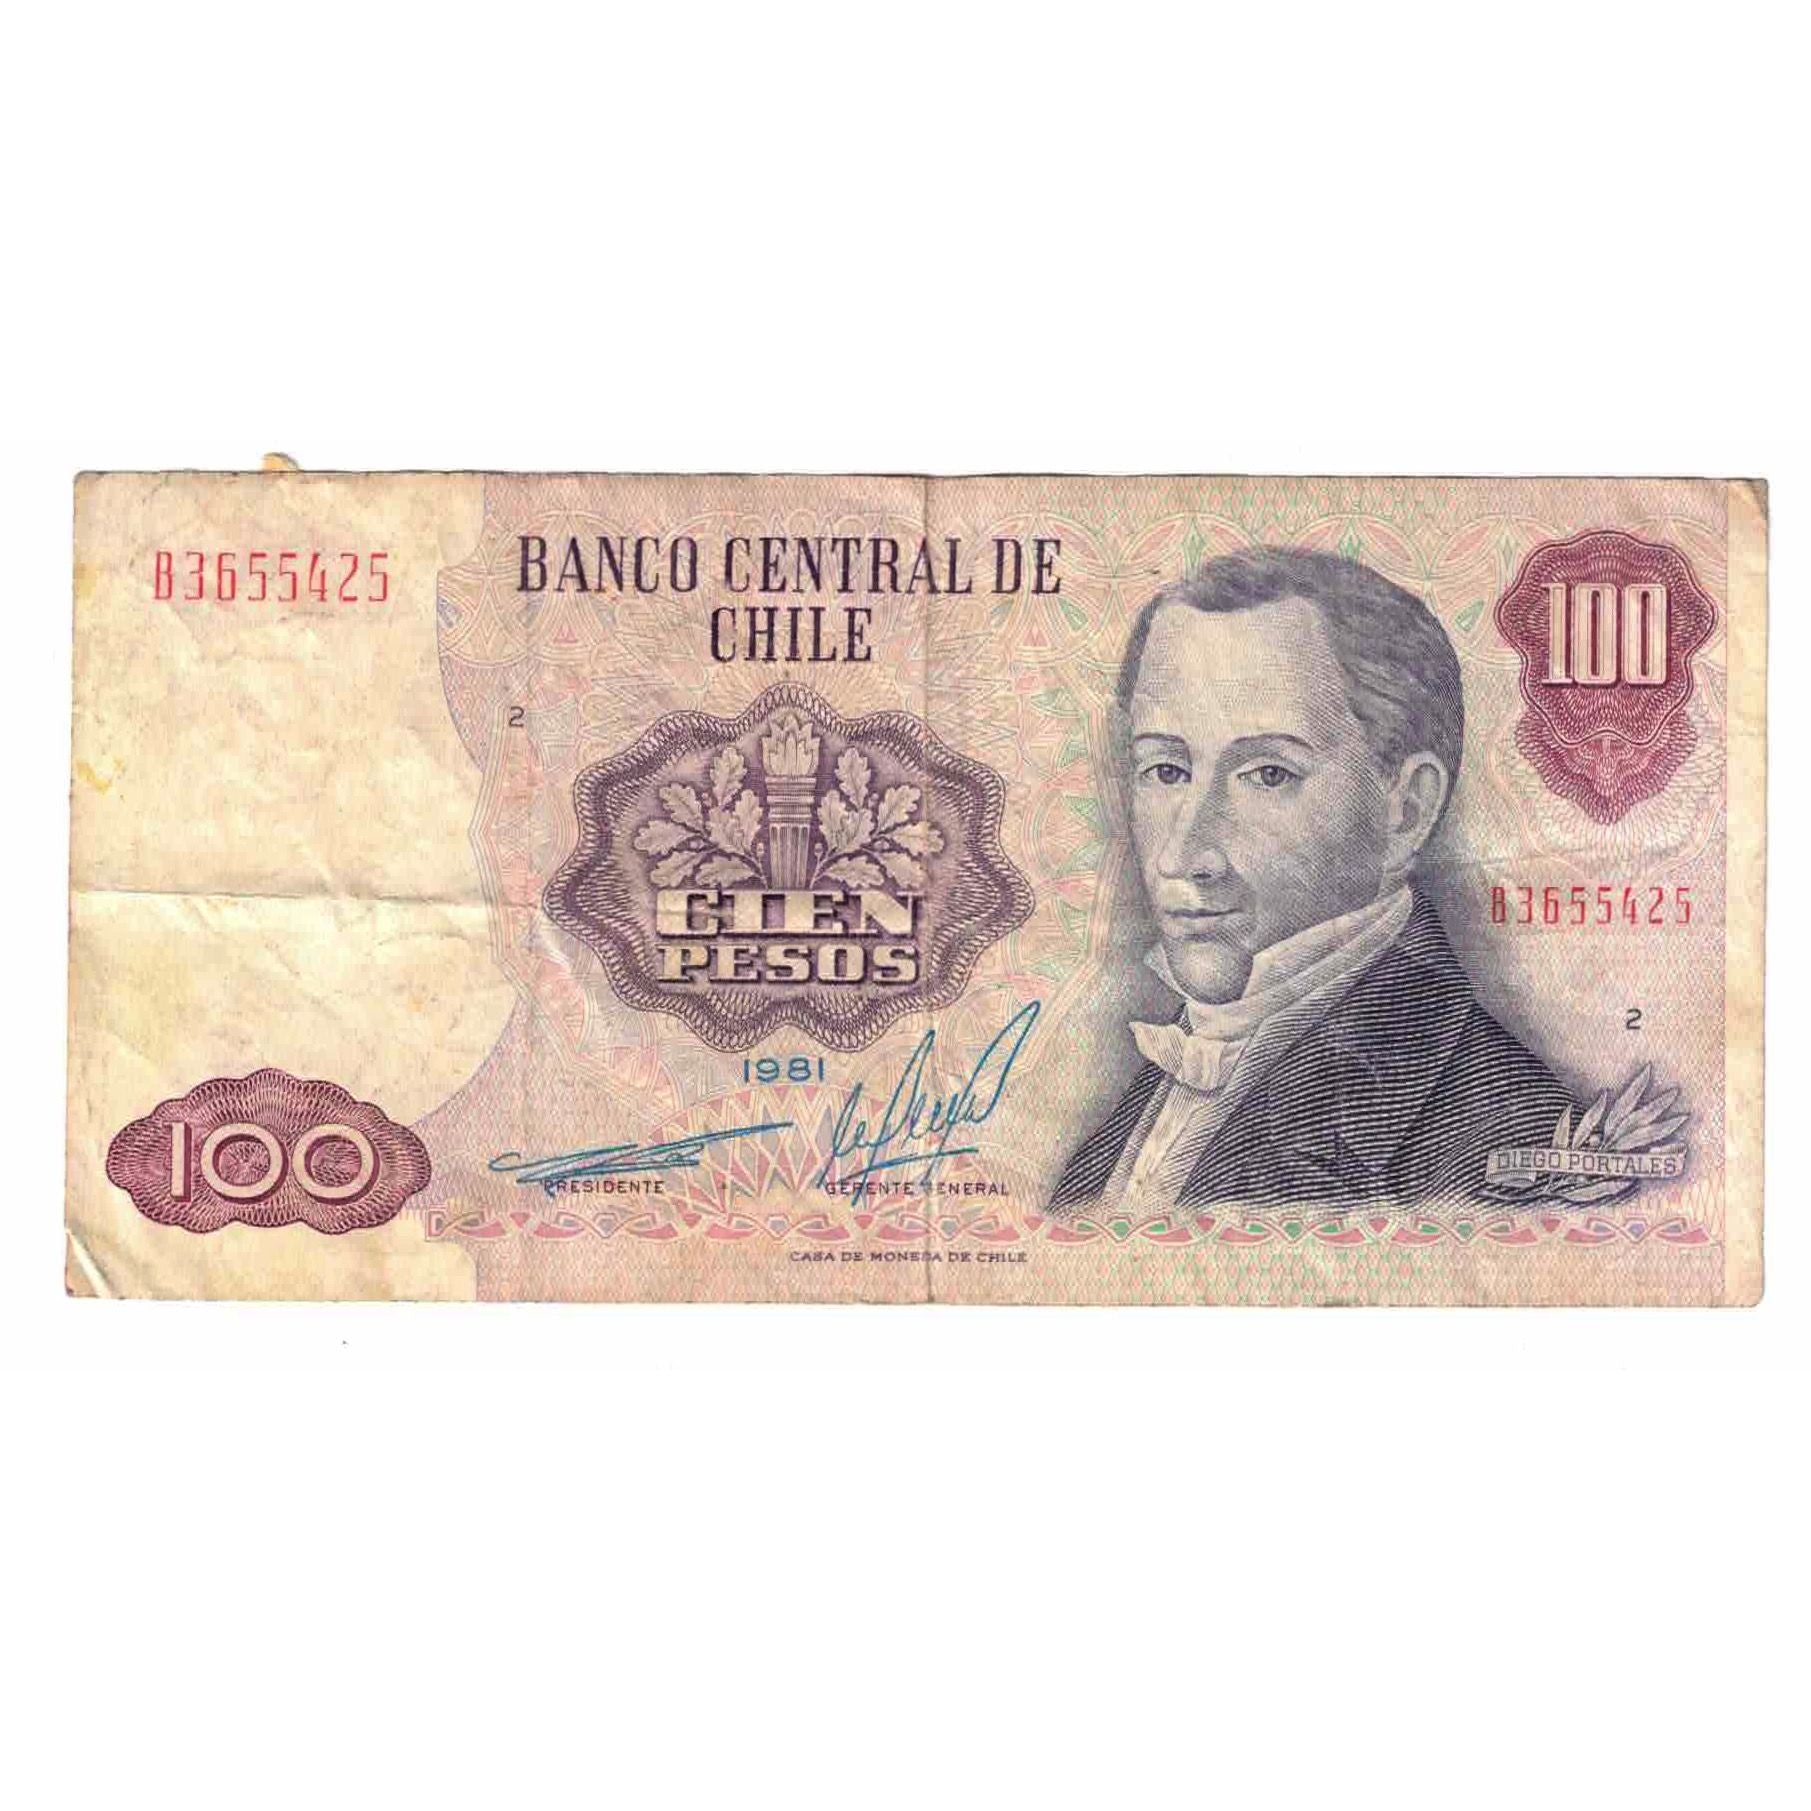 B3655425
BANCO CENTRAL DE
CHILE
100
2
CIEN
PESOS
B3655425
2
1981
100
PRESIDENTE
GERENTE GENERAL
DIEGO PORTALES
CASA DE MONEDA DE CHILE